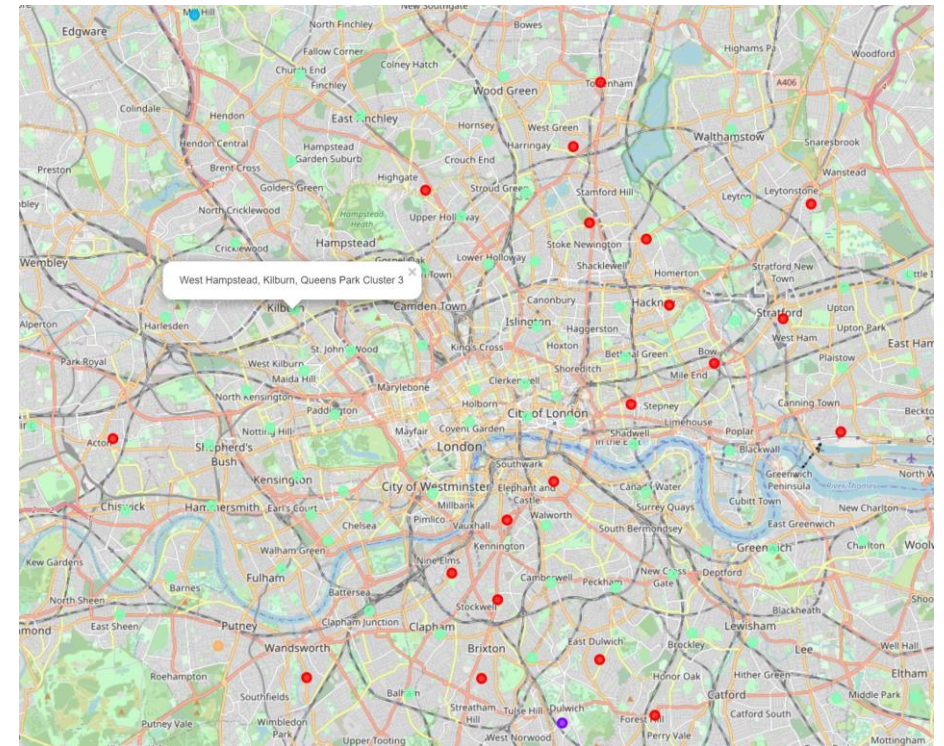 New Southgate
Mill Hill
North Finchley
Bowes
Edgware
Highams Pa
Fallow Corner
Colney Hatch
Woodford
Church End
Finchley
Wood Green
Tottenham
A406
Colindale
Hendon
East Finchley
Hornsey
West Green
Walthamstow
Hendon Central
Hampstead
Garden Suburb
Harringay
Snaresbrook
Preston
Brent Cross
Crouch End
Wanstead
Highgate
Golders Green
Stroud Green
Stamford Hill
Leyton
Leytonstone
North Cricklewood
Hampstead
Heath
Upper Holloway
Cricklewood
Hampstead
Stoke Newington
Wembley
Gospel Oak
Lower Holloway
Shacklewell
Homerton
Stratford New
Town
West Hampstead, Kilburn, Queens Park Cluster 3
×
Kilburn
Camden Town
Canonbury
Hackney
Stratford
Upton
Alperton
Harlesden
Islington
Haggerston
West Ham
Upton Park
East Ham
Park Royal
St. John's Wood
King's Cross
Hoxton
Bethnal Green
Bow
Plaistow
West Kilburn
Maida Hill
Shoreditch
Mile End
North Kensington
Marylebone
Clerkenwell
Canning Town
Paddington
Holborn
City of London
Stepney
Beckto
Acton
Notting Hill
Mayfair
Covent Garden
Limehouse
Poplar
Shepherd's
Bush
London
Shadwell
Blackwall
Southwark
Greenwich
Peninsula
North W
Kensington
City of Westminster
Elephant and
Castle
Canada Water
River Thames
Chiswick
Hammersmith
Earl's Court
Millbank
Walworth
Surrey Quays
Cubitt Town
New Charlton
Chelsea
Pimlico
Vauxhall
South Bermondsey
East Greenwich
Walham Green
Kennington
Greenwich
Charlton
Woolw
Kew Gardens
Nine Elms
Fulham
Camberwell
Peckham
New Cross
Gate
Deptford
Barnes
Battersea
North Sheen
Stockwell
Blackheath
East Sheen
Putney
Clapham Junction
Clapham
Lewisham
mond
Wandsworth
Brixton
East Dulwich
Brockley
Lee
Well Hall
Roehampton
Honor Oak
Hither Green
Eltham
Southfields
Balham
Catford
Middle Park
Putney Vale
Wimbledon
Park
Streatham
Hill
Tulse Hill
Dulwich
Forest Hill
Catford South
Upper Tooting
West Norwood
Perry Vale
Mottingham